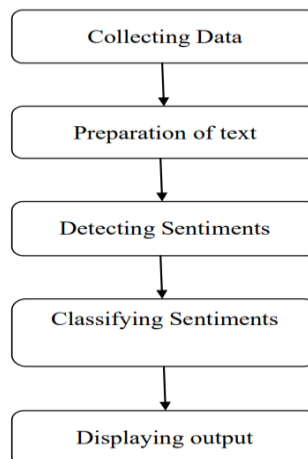 Collecting Data
Preparation of text
Detecting Sentiments
Classifying Sentiments
Displaying output